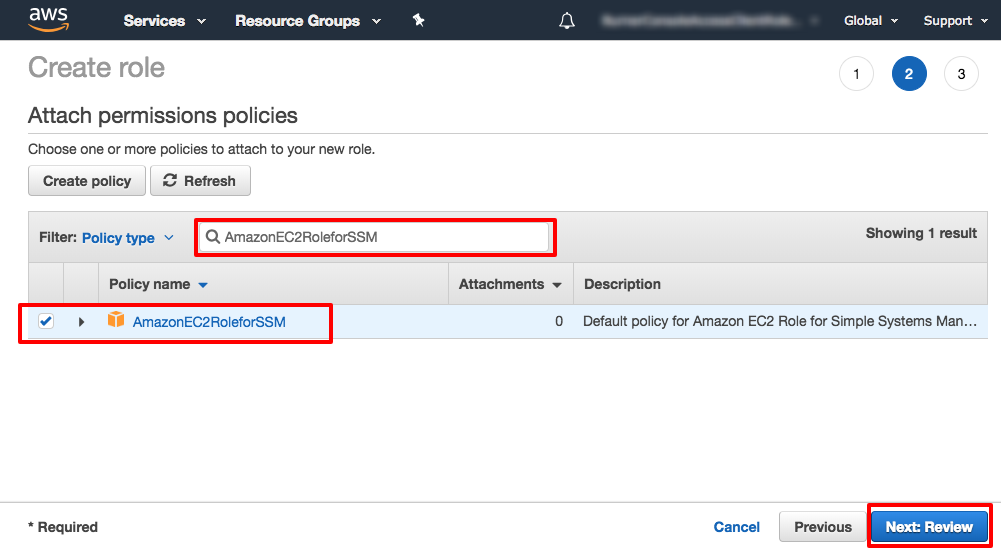 aws Services Resource Groups Global Support
Create role 1 2 3
Attach permissions policies
Choose one or more policies to attach to your new role.
Create policy Refresh
Filter: Policy type AmazonEC2RoleforSSM Showing 1 result
Policy name Attachments Description
AmazonEC2RoleforSSM 0 Default policy for Amazon EC2 Role for Simple Systems Man…
* Required Cancel Previous Next: Review